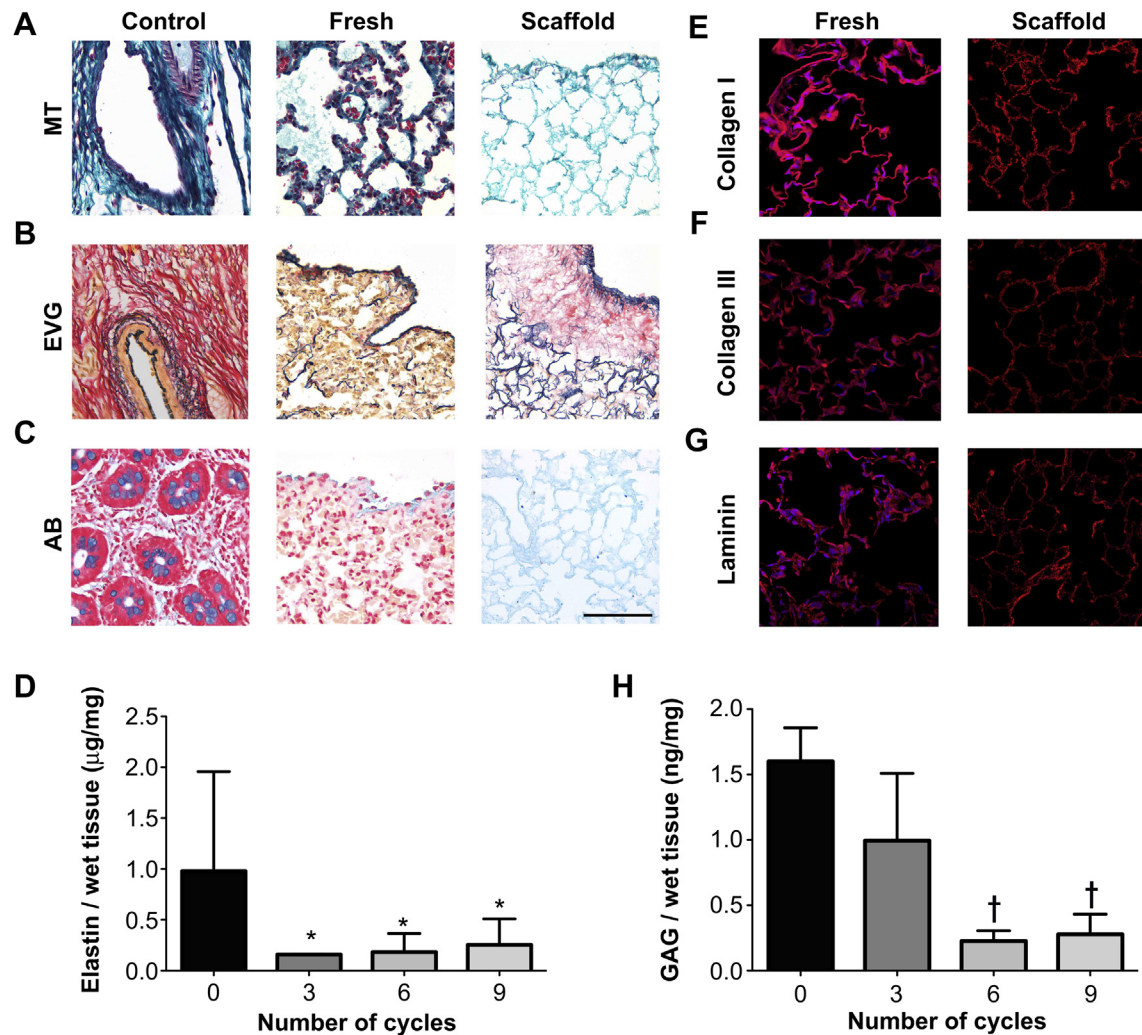 A
Control
Fresh
Scaffold
MT
B
EVG
C
AB
E
Fresh
Scaffold
Collagen I
F
Collagen III
G
Laminin
D
Elastin / wet tissue (µg/mg)
2.5
2.0
1.5
1.0
0.5
0.0
*
*
*
0
3
6
9
Number of cycles
H
GAG / wet tissue (ng/mg)
2.0
1.5
1.0
0.5
0.0
†
†
0
3
6
9
Number of cycles